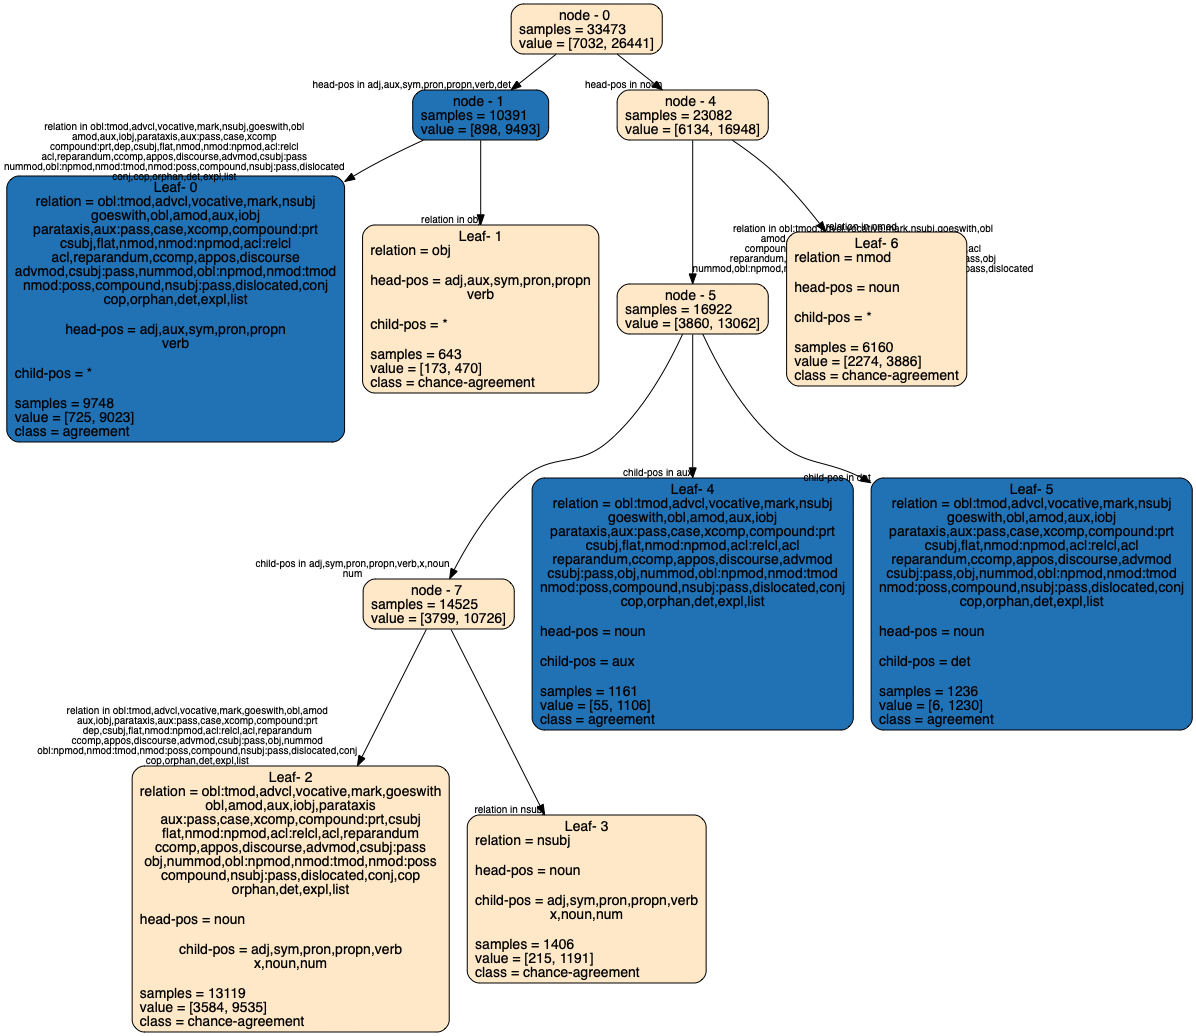 node - 0
samples = 33473
value = [7032, 26441]
head-pos in adj,aux,sym,pron,propn,verb,det
head-pos in noun
node - 1
samples = 10391
value = [898, 9493]
node - 4
samples = 23082
value = [6134, 16948]
relation in obl:tmod,advcl,vocative,mark,nsubj,goeswith,obl
amod,aux,iobj,parataxis,aux:pass,case,xcomp
compound:prt,dep,csubj,flat,nmod,nmod:npmod,acl:relcl
acl,reparandum,ccomp,appos,discourse,advmod,csubj:pass
nummod,obl:npmod,nmod:tmod,nmod:poss,compound,nsubj:pass,dislocated
conj,cop,orphan,det,expl,list
Leaf- 0
relation = obl:tmod,advcl,vocative,mark,nsubj
goeswith,obl,amod,aux,iobj
parataxis,aux:pass,case,xcomp,compound:prt
csubj,flat,nmod,nmod:npmod,acl:relcl
acl,reparandum,ccomp,appos,discourse
advmod,csubj:pass,nummod,obl:npmod,nmod:tmod
nmod:poss,compound,nsubj:pass,dislocated,conj
cop,orphan,det,expl,list
head-pos = adj,aux,sym,pron,propn
verb
child-pos = *
samples = 9748
value = [725, 9023]
class = agreement
relation in obj
Leaf- 1
relation = obj
head-pos = adj,aux,sym,pron,propn
verb
child-pos = *
samples = 643
value = [173, 470]
class = chance-agreement
relation in obl:tmod,advcl,vocative,mark,nsubj,goeswith,obl
amod
compoun
acl
reparandum,
ass,obj
nummod,obl:npmod,n
pass,dislocated
node - 5
samples = 16922
value = [3860, 13062]
relation in nmod
Leaf- 6
relation = nmod
head-pos = noun
child-pos = *
samples = 6160
value = [2274, 3886]
class = chance-agreement
child-pos in adj,sym,pron,propn,verb,x,noun
num
node - 7
samples = 14525
value = [3799, 10726]
child-pos in aux
Leaf- 4
relation = obl:tmod,advcl,vocative,mark,nsubj
goeswith,obl,amod,aux,iobj
parataxis,aux:pass,case,xcomp,compound:prt
csubj,flat,nmod:npmod,acl:relcl,acl
reparandum,ccomp,appos,discourse,advmod
csubj:pass,obj,nummod,obl:npmod,nmod:tmod
nmod:poss,compound,nsubj:pass,dislocated,conj
cop,orphan,det,expl,list
head-pos = noun
child-pos = aux
samples = 1161
value = [55, 1106]
class = agreement
child-pos in det
Leaf- 5
relation = obl:tmod,advcl,vocative,mark,nsubj
goeswith,obl,amod,aux,iobj
parataxis,aux:pass,case,xcomp,compound:prt
csubj,flat,nmod:npmod,acl:relcl,acl
reparandum,ccomp,appos,discourse,advmod
csubj:pass,obj,nummod,obl:npmod,nmod:tmod
nmod:poss,compound,nsubj:pass,dislocated,conj
cop,orphan,det,expl,list
head-pos = noun
child-pos = det
samples = 1236
value = [6, 1230]
class = agreement
relation in obl:tmod,advcl,vocative,mark,goeswith,obl,amod
aux,iobj,parataxis,aux:pass,case,xcomp,compound:prt
dep,csubj,flat,nmod:npmod,acl:relcl,acl,reparandum
ccomp,appos,discourse,advmod,csubj:pass,obj,nummod
obl:npmod,nmod:tmod,nmod:poss,compound,nsubj:pass,dislocated,conj
cop,orphan,det,expl,list
Leaf- 2
relation = obl:tmod,advcl,vocative,mark,goeswith
obl,amod,aux,iobj,parataxis
aux:pass,case,xcomp,compound:prt,csubj
flat,nmod:npmod,acl:relcl,acl,reparandum
ccomp,appos,discourse,advmod,csubj:pass
obj,nummod,obl:npmod,nmod:tmod,nmod:poss
compound,nsubj:pass,dislocated,conj,cop
orphan,det,expl,list
head-pos = noun
child-pos = adj,sym,pron,propn,verb
x,noun,num
samples = 13119
value = [3584, 9535]
class = chance-agreement
relation in nsubj
Leaf- 3
relation = nsubj
head-pos = noun
child-pos = adj,sym,pron,propn,verb
x,noun,num
samples = 1406
value = [215, 1191]
class = chance-agreement